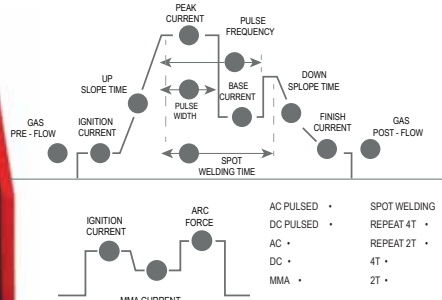 PEAK
CURRENT
PULSE
FREQUENCY
UP
SLOPE TIME
BASE
CURRENT
DOWN
SPLOPE TIME
PULSE
WIDTH
GAS
PRE - FLOW
IGNITION
CURRENT
FINISH
CURRENT
GAS
POST - FLOW
SPOT
WELDING TIME
IGNITION
CURRENT
ARC
FORCE
MMA CURRENT
AC PULSED •
DC PULSED •
AC •
DC •
MMA •
SPOT WELDING
REPEAT 4T •
REPEAT 2T •
4T •
2T •